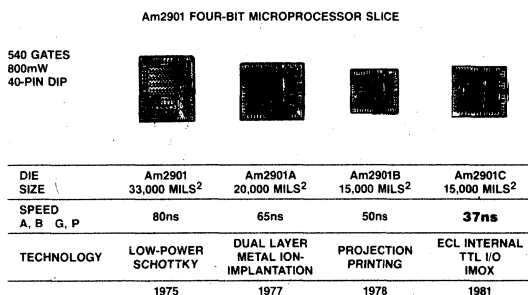 Am2901 FOUR-BIT MICROPROCESSOR SLICE
540 GATES
800mW
40-PIN DIP
DIE SIZE Am2901 33,000 MILS² Am2901A 20,000 MILS² Am2901B 15,000 MILS² Am2901C 15,000 MILS²
SPEED A, B G, P 80ns 65ns 50ns 37ns
TECHNOLOGY LOW-POWER SCHOTTKY DUAL LAYER METAL ION-IMPLANTATION PROJECTION PRINTING ECL INTERNAL TTL I/O IMOX
1975 1977 1978 1981